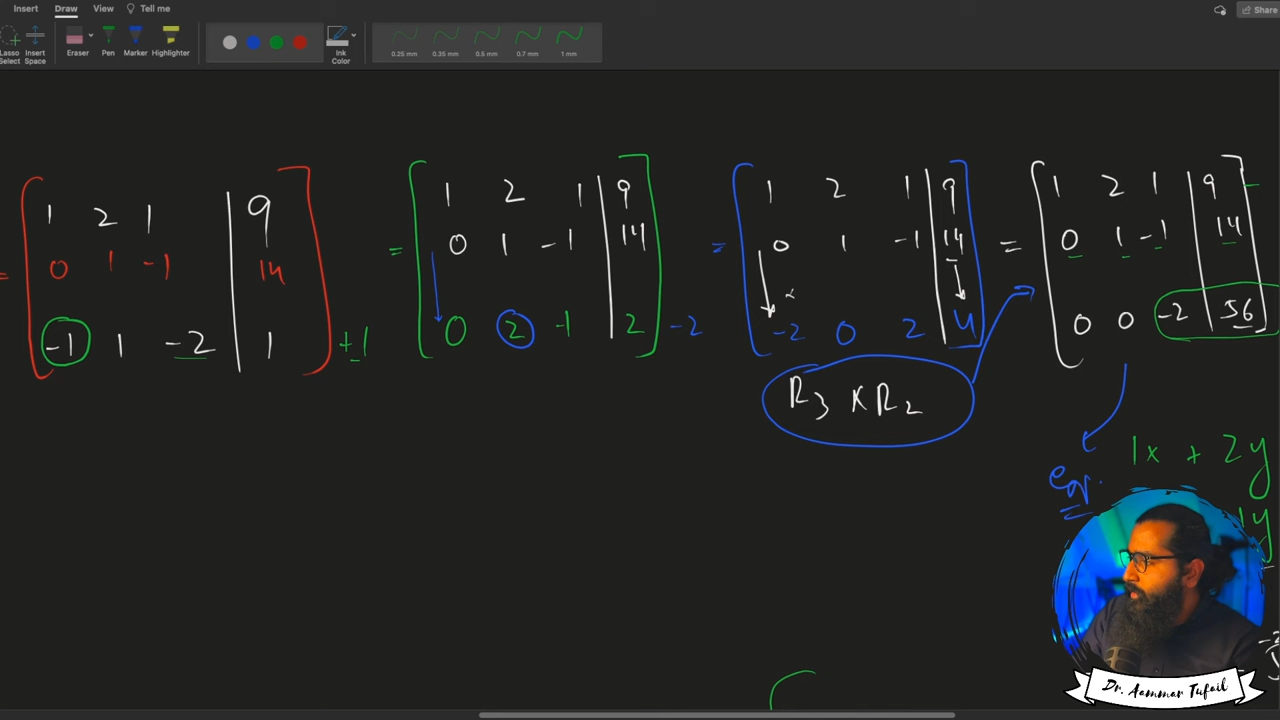 Insert Draw View Tell me
Share
Lasso Select Insert Space Eraser Pen Marker Highlighter Ink Color 0.25 mm 0.35 mm 0.5 mm 0.7 mm 1 mm
1 2 1 | 9
0 1 -1 14
-1 1 -2 | 1 +1
= 1 2 1 | 9
0 1 -1 14
0 2 -1 | 2 -2
= 1 2 1 | 9
0 1 -1 14
-2 0 2 4
R3 x R2
= 1 2 1 | 9
0 1 -1 14
0 0 -2 56
1x + 2y
eq.
1y
Dr. Aammar Tufail